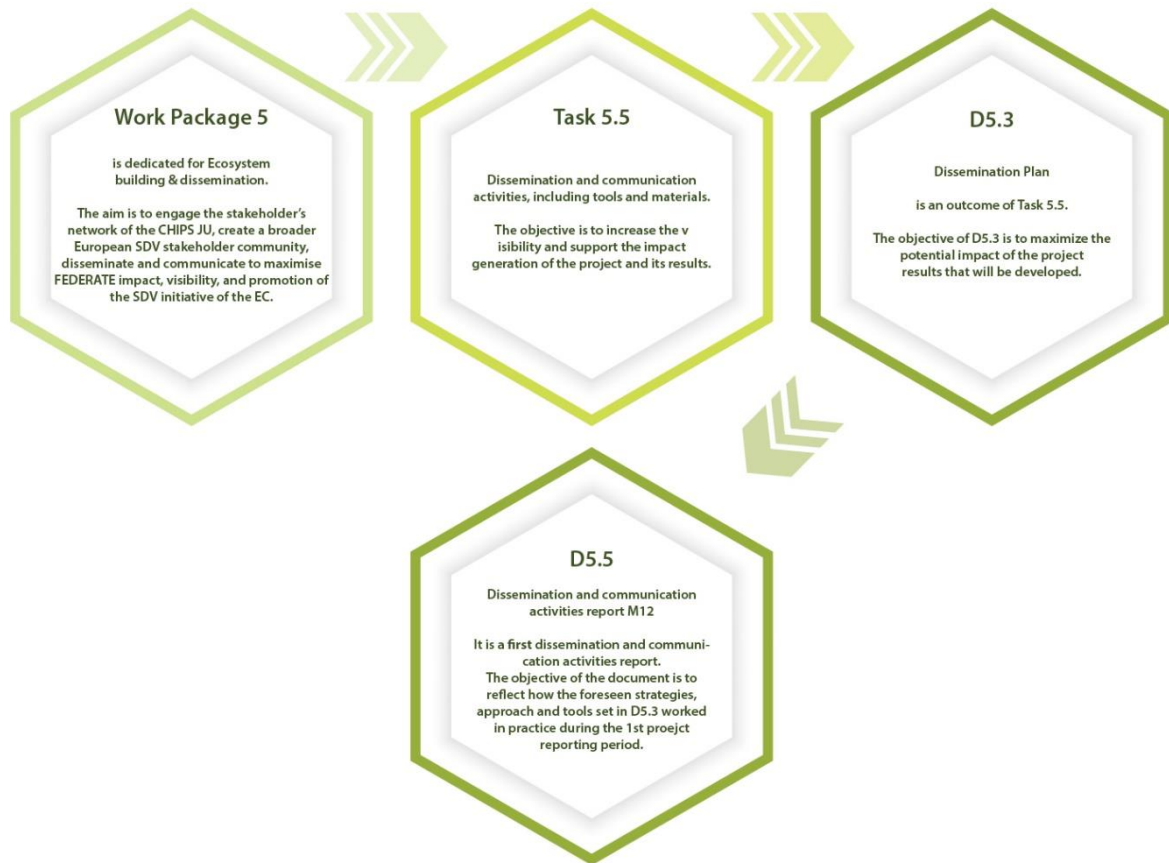 Work Package 5
is dedicated for Ecosystem
building & dissemination.
The aim is to engage the stakeholder's
network of the CHIPS JU, create a broader
European SDV stakeholder community,
disseminate and communicate to maximise
FEDERATE impact, visibility, and promotion of
the SDV initiative of the EC.
Task 5.5
Dissemination and communication
activities, including tools and materials.
The objective is to increase the v
isibility and support the impact
generation of the project and its results.
D5.3
Dissemination Plan
is an outcome of Task 5.5.
The objective of D5.3 is to maximize the
potential impact of the project
results that will be developed.
D5.5
Dissemination and communication
activities report M12
It is a first dissemination and communi-
cation activities report.
The objective of the document is to
reflect how the foreseen strategies,
approach and tools set in D5.3 worked
in practice during the 1st proejct
reporting period.